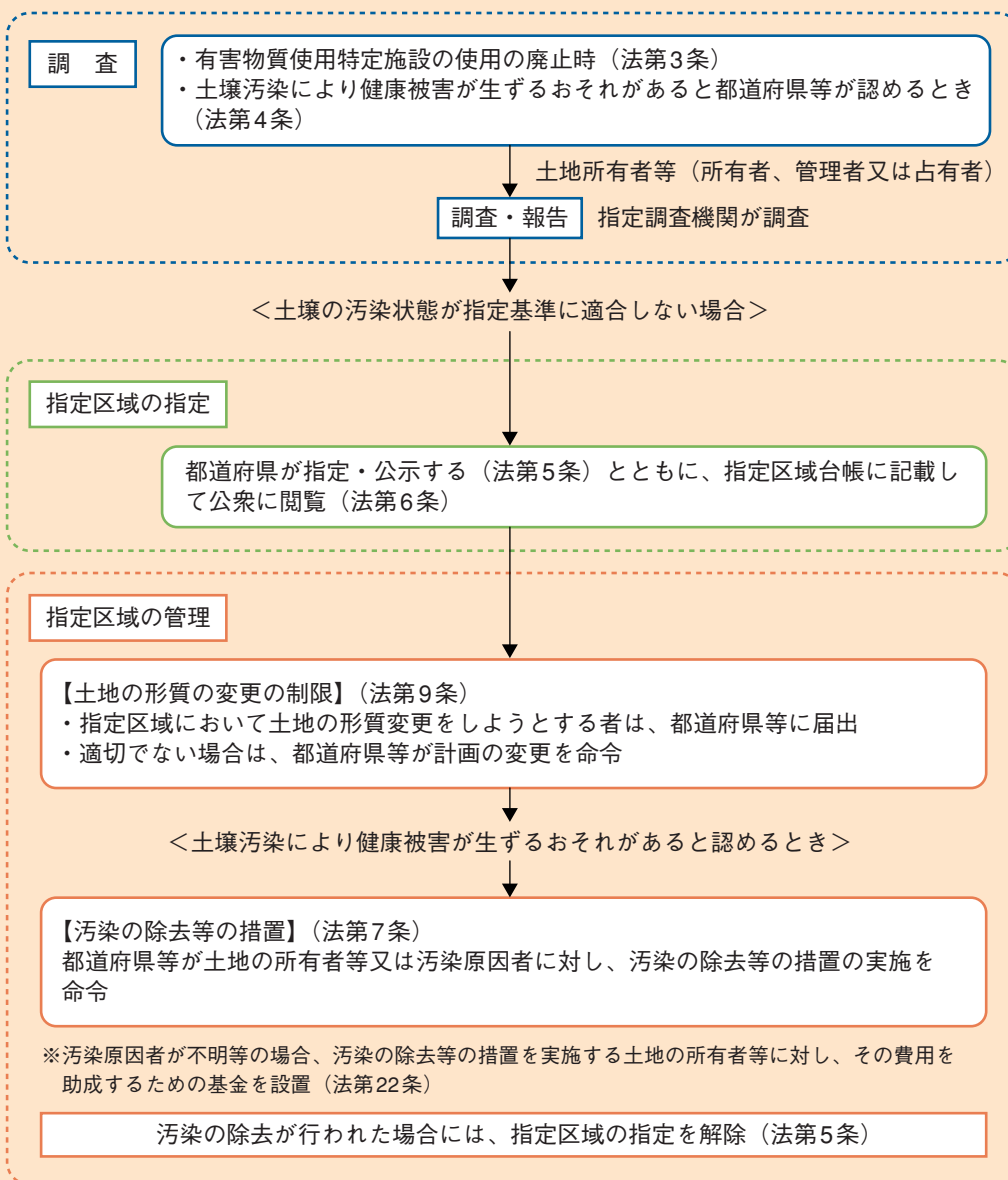 調　査
・有害物質使用特定施設の使用の廃止時（法第3条）
・土壌汚染により健康被害が生ずるおそれがあると都道府県等が認めるとき
（法第4条）
土地所有者等（所有者、管理者又は占有者）
調査・報告　指定調査機関が調査
＜土壌の汚染状態が指定基準に適合しない場合＞
指定区域の指定
都道府県が指定・公示する（法第5条）とともに、指定区域台帳に記載し
て公衆に閲覧（法第6条）
指定区域の管理
【土地の形質の変更の制限】（法第9条）
・指定区域において土地の形質変更をしようとする者は、都道府県等に届出
・適切でない場合は、都道府県等が計画の変更を命令
＜土壌汚染により健康被害が生ずるおそれがあると認めるとき＞
【汚染の除去等の措置】（法第7条）
都道府県等が土地の所有者等又は汚染原因者に対し、汚染の除去等の措置の実施を
命令
※汚染原因者が不明等の場合、汚染の除去等の措置を実施する土地の所有者等に対し、その費用を
助成するための基金を設置（法第22条）
汚染の除去が行われた場合には、指定区域の指定を解除（法第5条）